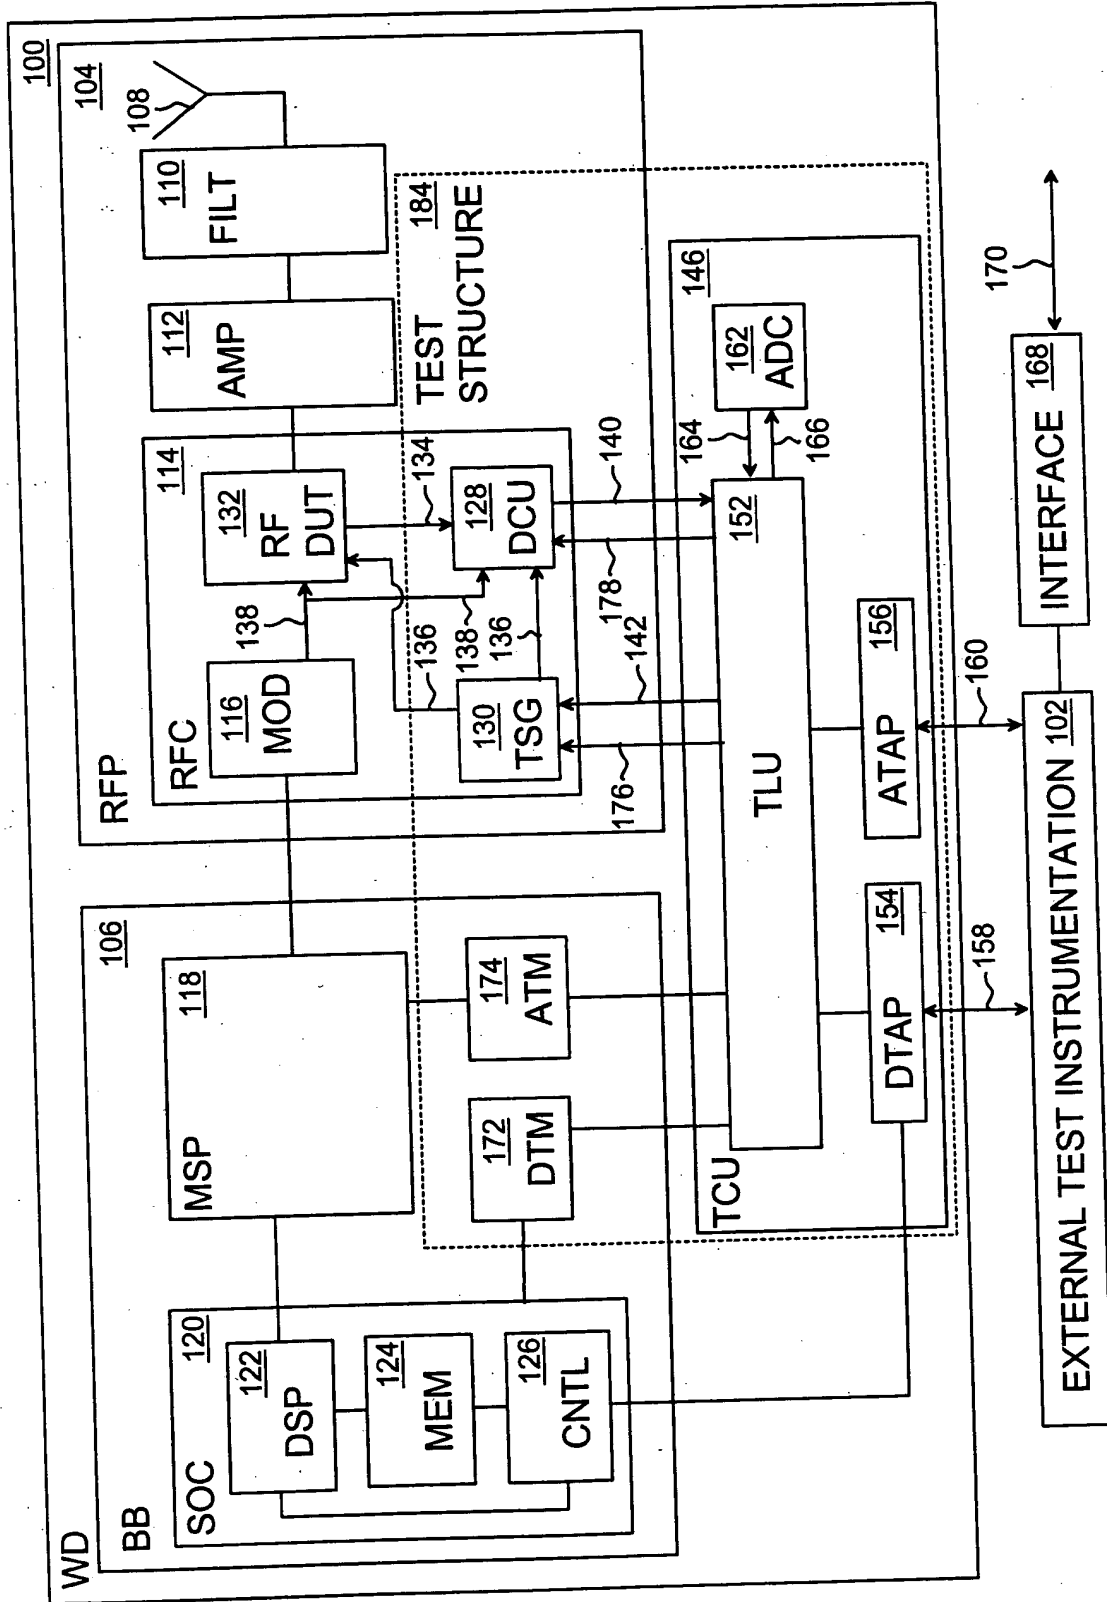 WD
100
BB
106
SOC
120
122
DSP
124
MEM
126
CNTL
MSP
118
172
DTM
174
ATM
RFP
104
RFC
114
116
MOD
138
132
RF
DUT
134
136
138
136
130
TSG
128
DCU
112
AMP
110
FILT
108
184
TEST
STRUCTURE
176
142
178
140
TCU
146
TLU
152
164
166
162
ADC
154
DTAP
156
ATAP
158
160
EXTERNAL TEST INSTRUMENTATION 102
INTERFACE 168
170